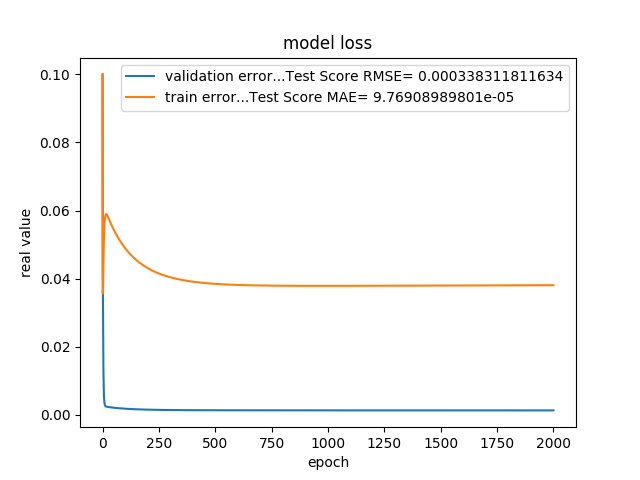 model loss
validation error...Test Score RMSE= 0.000338311811634
train error...Test Score MAE= 9.76908989801e-05
real value
0.10
0.08
0.06
0.04
0.02
0.00
0 250 500 750 1000 1250 1500 1750 2000
epoch